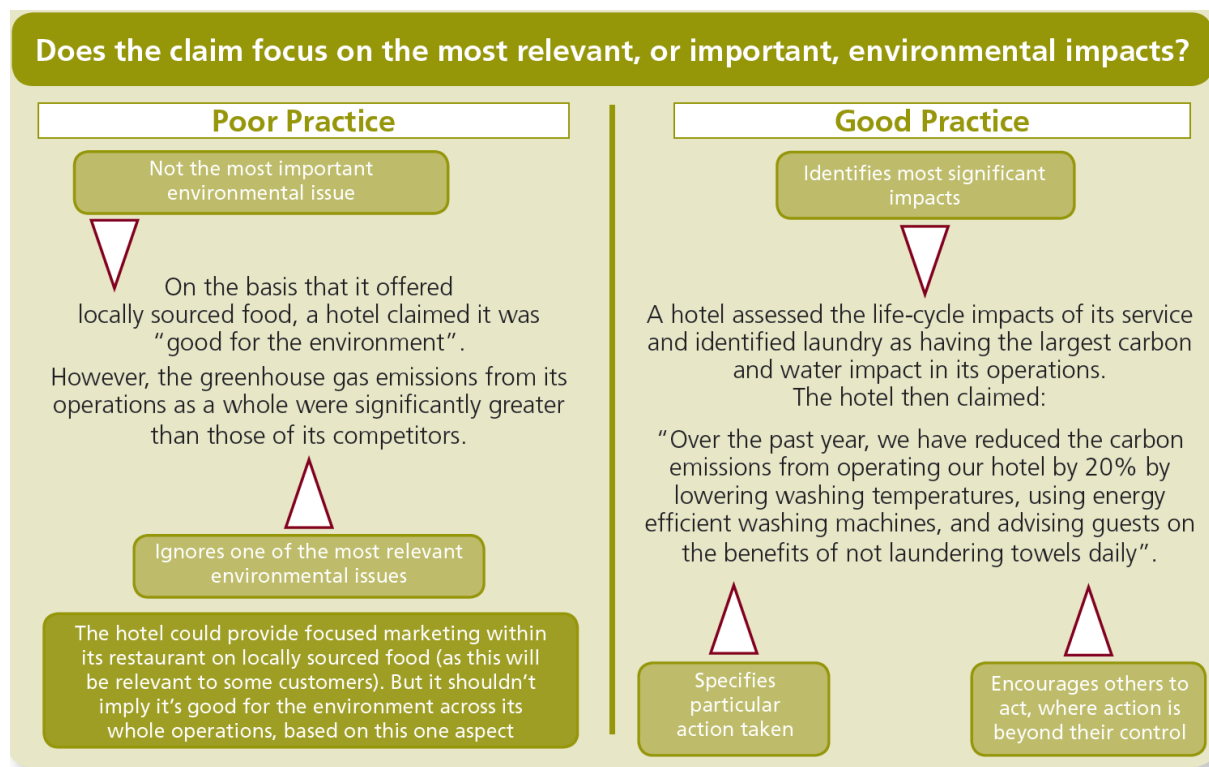 Does the claim focus on the most relevant, or important, environmental impacts?
Poor Practice
Not the most important
environmental issue
On the basis that it offered
locally sourced food, a hotel claimed it was
“good for the environment”.
However, the greenhouse gas emissions from its
operations as a whole were significantly greater
than those of its competitors.
Ignores one of the most relevant
environmental issues
The hotel could provide focused marketing within
its restaurant on locally sourced food (as this will
be relevant to some customers). But it shouldn‘t
imply it’s good for the environment across its
whole operations, based on this one aspect
Good Practice
Identifies most significant
impacts
A hotel assessed the life-cycle impacts of its service
and identified laundry as having the largest carbon
and water impact in its operations.
The hotel then claimed:
“Over the past year, we have reduced the carbon
emissions from operating our hotel by 20% by
lowering washing temperatures, using energy
efficient washing machines, and advising guests on
the benefits of not laundering towels daily”.
Specifies
particular
action taken
Encourages others to
act, where action is
beyond their control